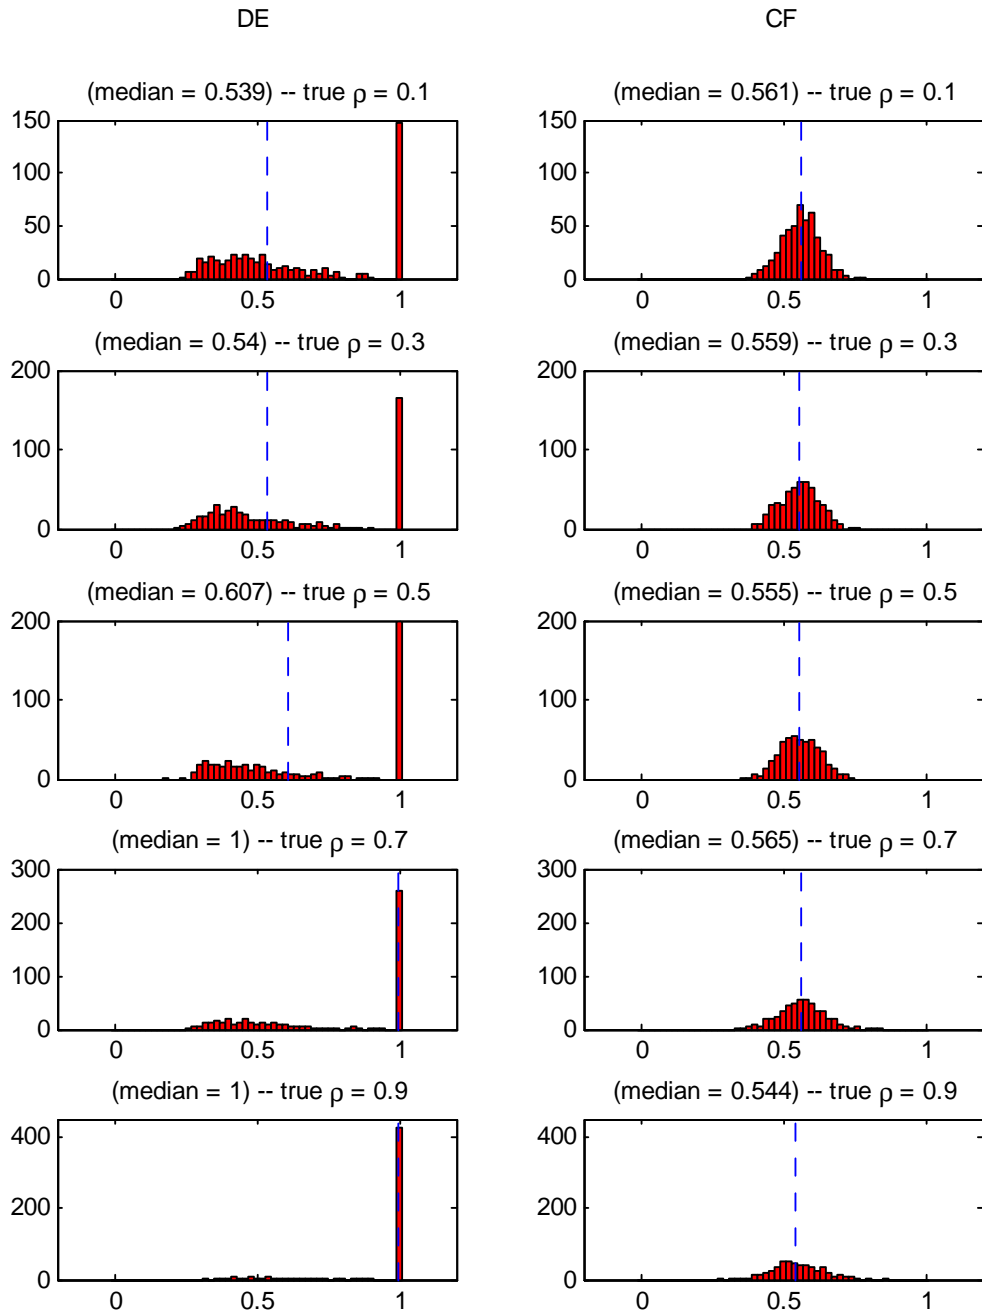 DE
CF
(median = 0.539) -- true ρ = 0.1
150
100
50
0
0 0.5 1
(median = 0.561) -- true ρ = 0.1
150
100
50
0
0 0.5 1
(median = 0.54) -- true ρ = 0.3
200
100
0
0 0.5 1
(median = 0.559) -- true ρ = 0.3
200
100
0
0 0.5 1
(median = 0.607) -- true ρ = 0.5
200
100
0
0 0.5 1
(median = 0.555) -- true ρ = 0.5
200
100
0
0 0.5 1
(median = 1) -- true ρ = 0.7
300
200
100
0
0 0.5 1
(median = 0.565) -- true ρ = 0.7
300
200
100
0
0 0.5 1
(median = 1) -- true ρ = 0.9
400
200
0
0 0.5 1
(median = 0.544) -- true ρ = 0.9
400
200
0
0 0.5 1